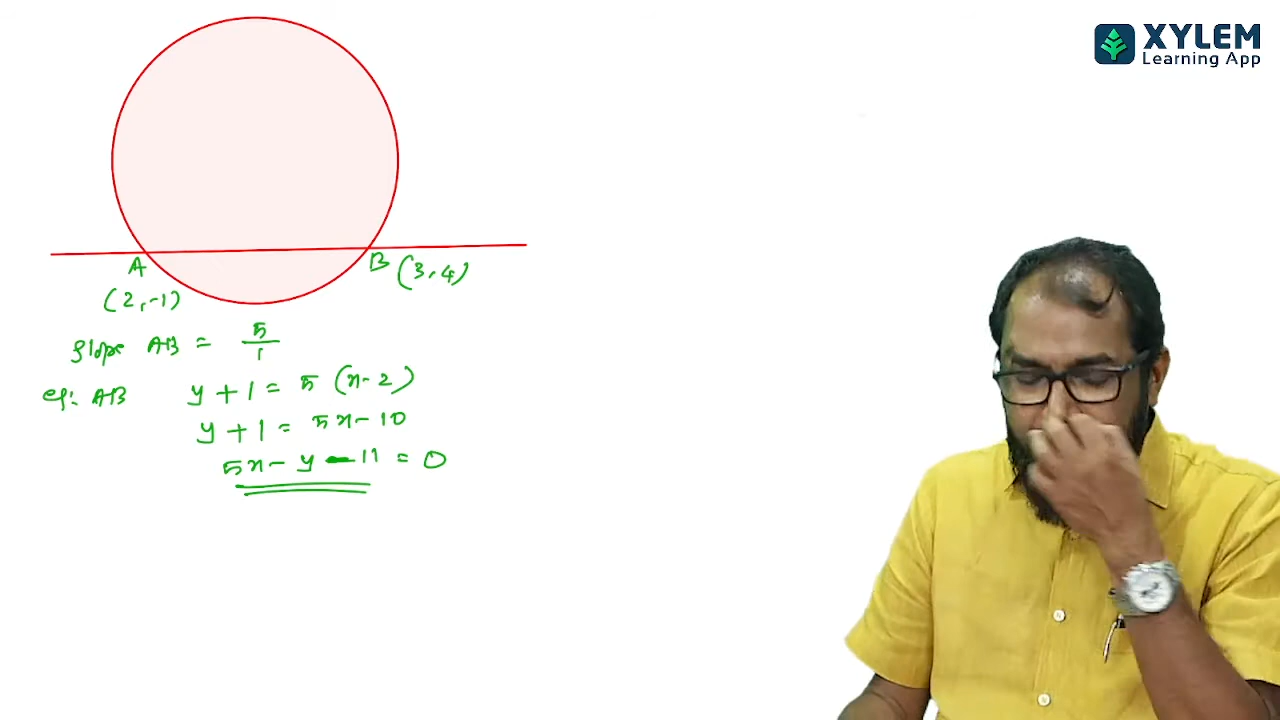 XYLEM
Learning App
A
B (3,4)
(2,-1)
slope AB = 5/1
eq: AB y + 1 = 5 (x-2)
y + 1 = 5x - 10
5x - y - 11 = 0